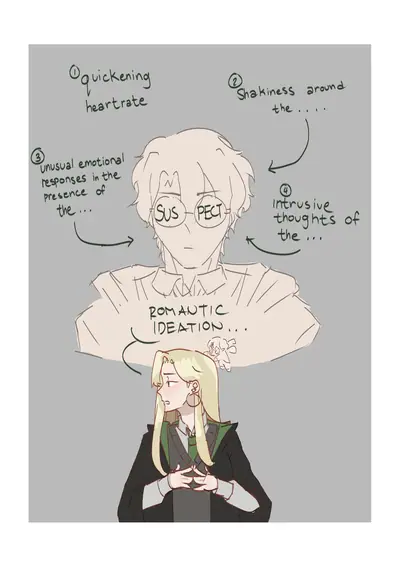 ① quickening
heartrate
② Shakiness around
the ....
③ unusual emotional
responses in the
presence of
the ...
④ Intrusive
thoughts of
the ...
SUS PECT
ROMANTIC
IDEATION...